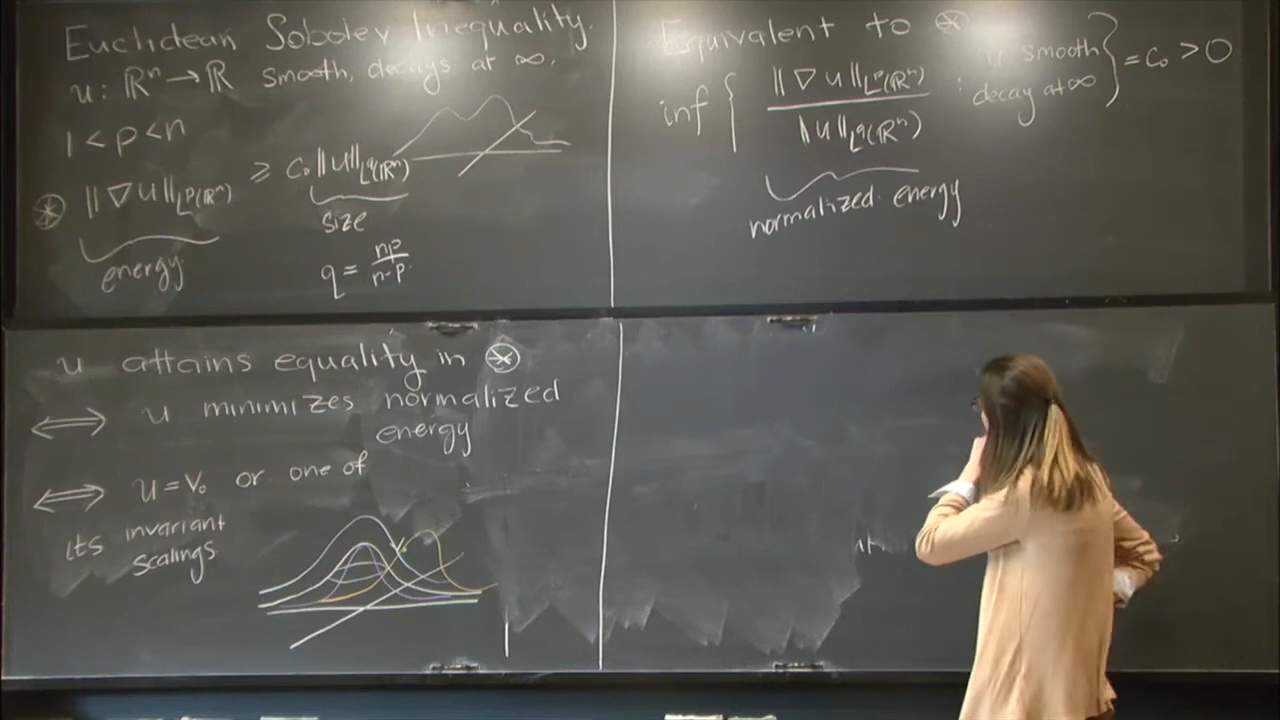 Euclidean Sobolev Inequality.
u: ℝⁿ → ℝ smooth, decays at ∞.
1 < p < n
⊛ ‖∇u‖_{L^p(ℝⁿ)} ≥ c₀ ‖u‖_{L^q(ℝⁿ)}
energy
size
q = np/(n-p)
Equivalent to ⊛
inf { ‖∇u‖_{L^p(ℝⁿ)} / ‖u‖_{L^q(ℝⁿ)} : u smooth decay at ∞ } = c₀ > 0
normalized energy
u attains equality in ⊛
⟺ u minimizes normalized
energy
⟺ u = v₀ or one of
its invariant
scalings